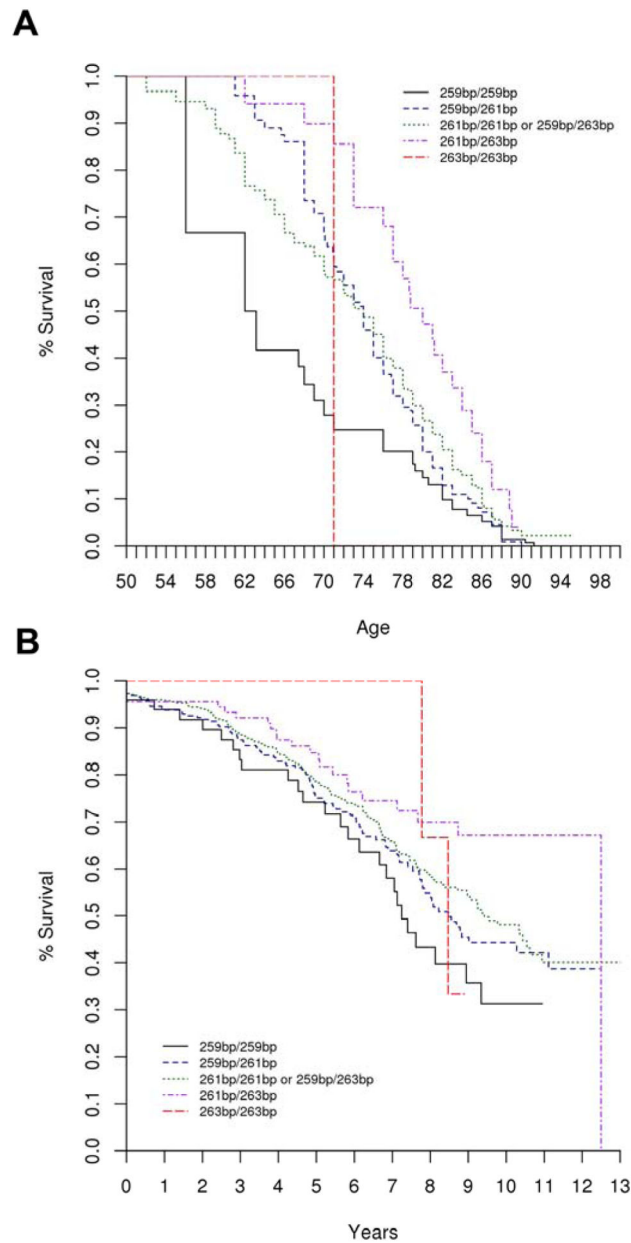 A
% Survival
1.0
0.9
0.8
0.7
0.6
0.5
0.4
0.3
0.2
0.1
0.0
259bp/259bp
259bp/261bp
261bp/261bp or 259bp/263bp
261bp/263bp
263bp/263bp
50 54 58 62 66 70 74 78 82 86 90 94 98
Age
B
% Survival
1.0
0.9
0.8
0.7
0.6
0.5
0.4
0.3
0.2
0.1
0.0
259bp/259bp
259bp/261bp
261bp/261bp or 259bp/263bp
261bp/263bp
263bp/263bp
0 1 2 3 4 5 6 7 8 9 10 11 12 13
Years